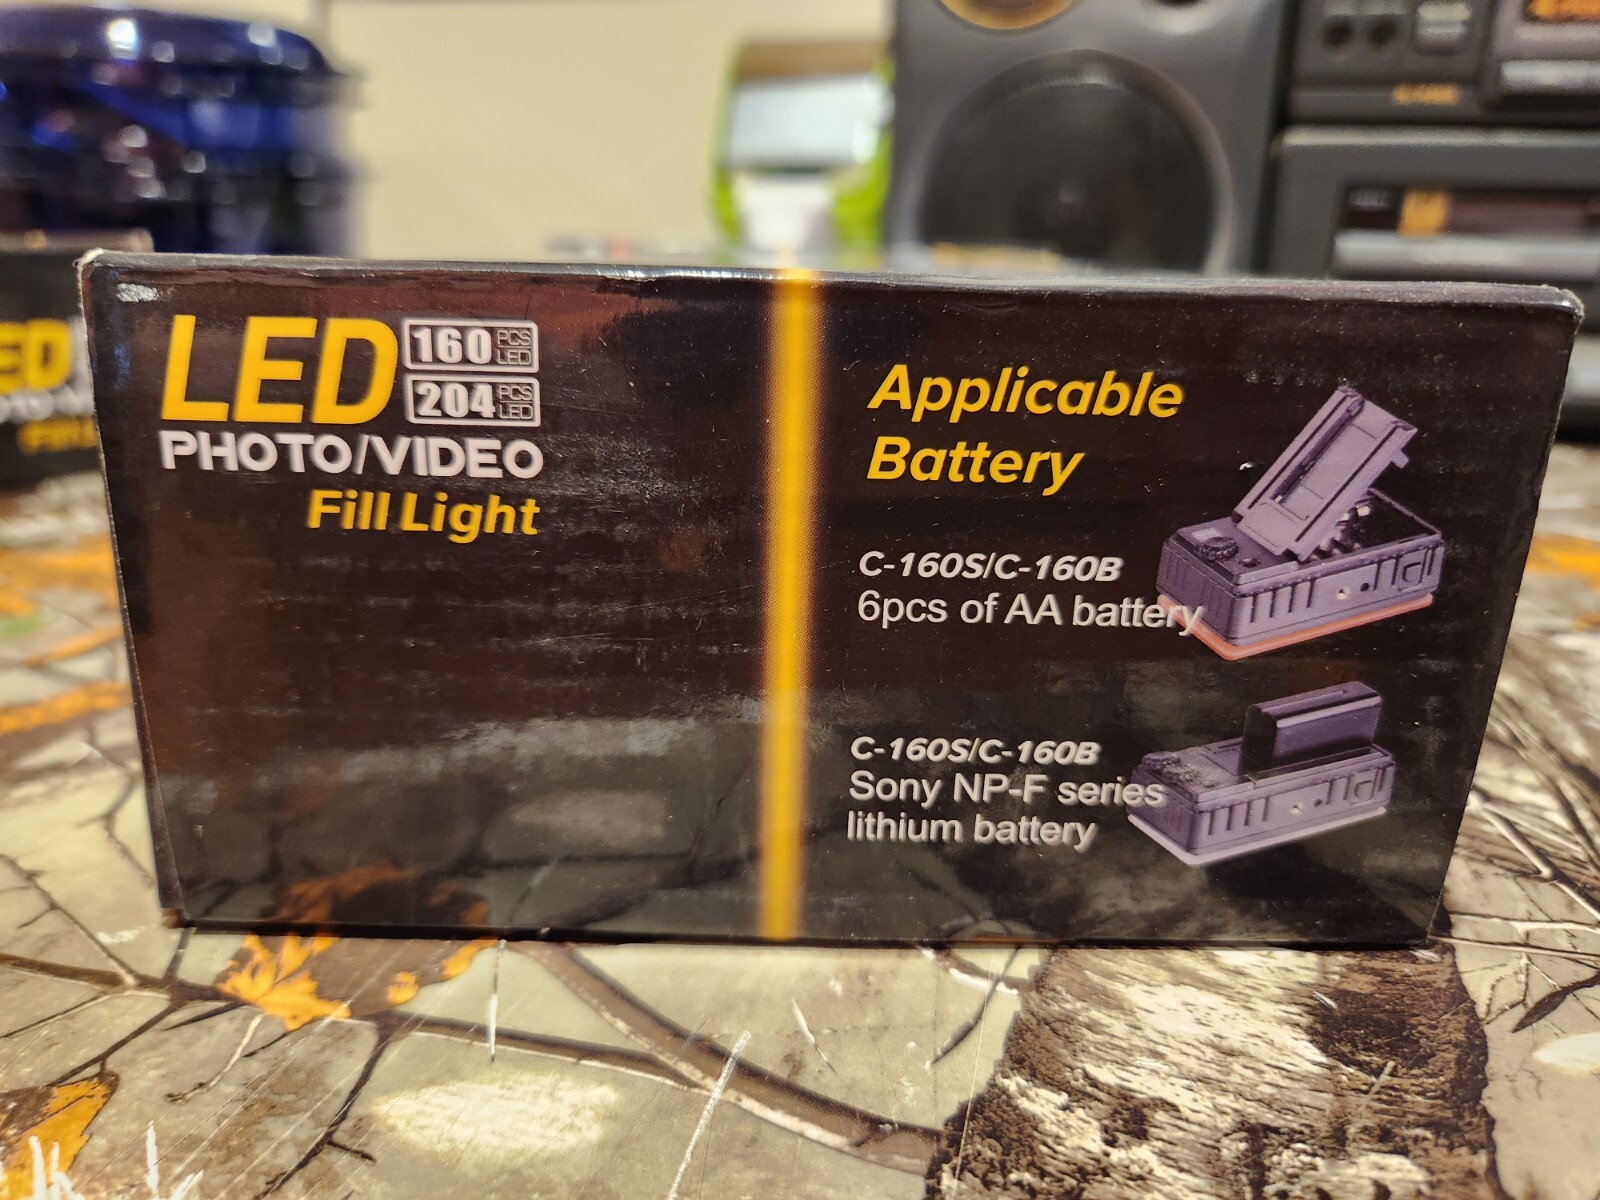 LED
160 PCS LED
204 PCS LED
PHOTO/VIDEO
Fill Light
Applicable
Battery
C-160S/C-160B
6pcs of AA battery
C-160S/C-160B
Sony NP-F series
lithium battery